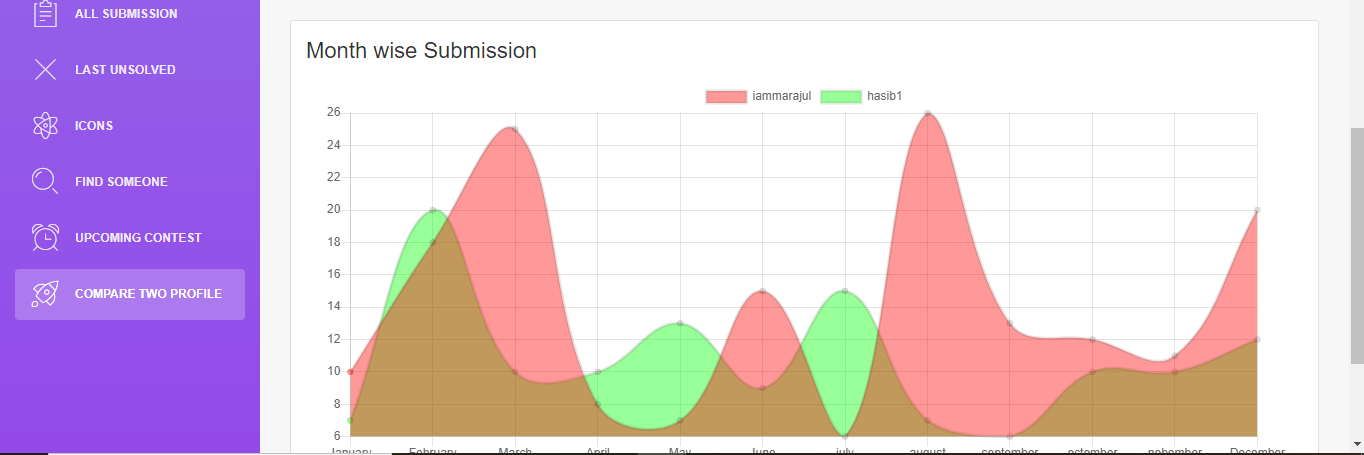 ALL SUBMISSION
LAST UNSOLVED
ICONS
FIND SOMEONE
UPCOMING CONTEST
COMPARE TWO PROFILE
Month wise Submission
iammarajul hasib1
26
24
22
20
18
16
14
12
10
8
6
January February March April May June july august september octember nobember December